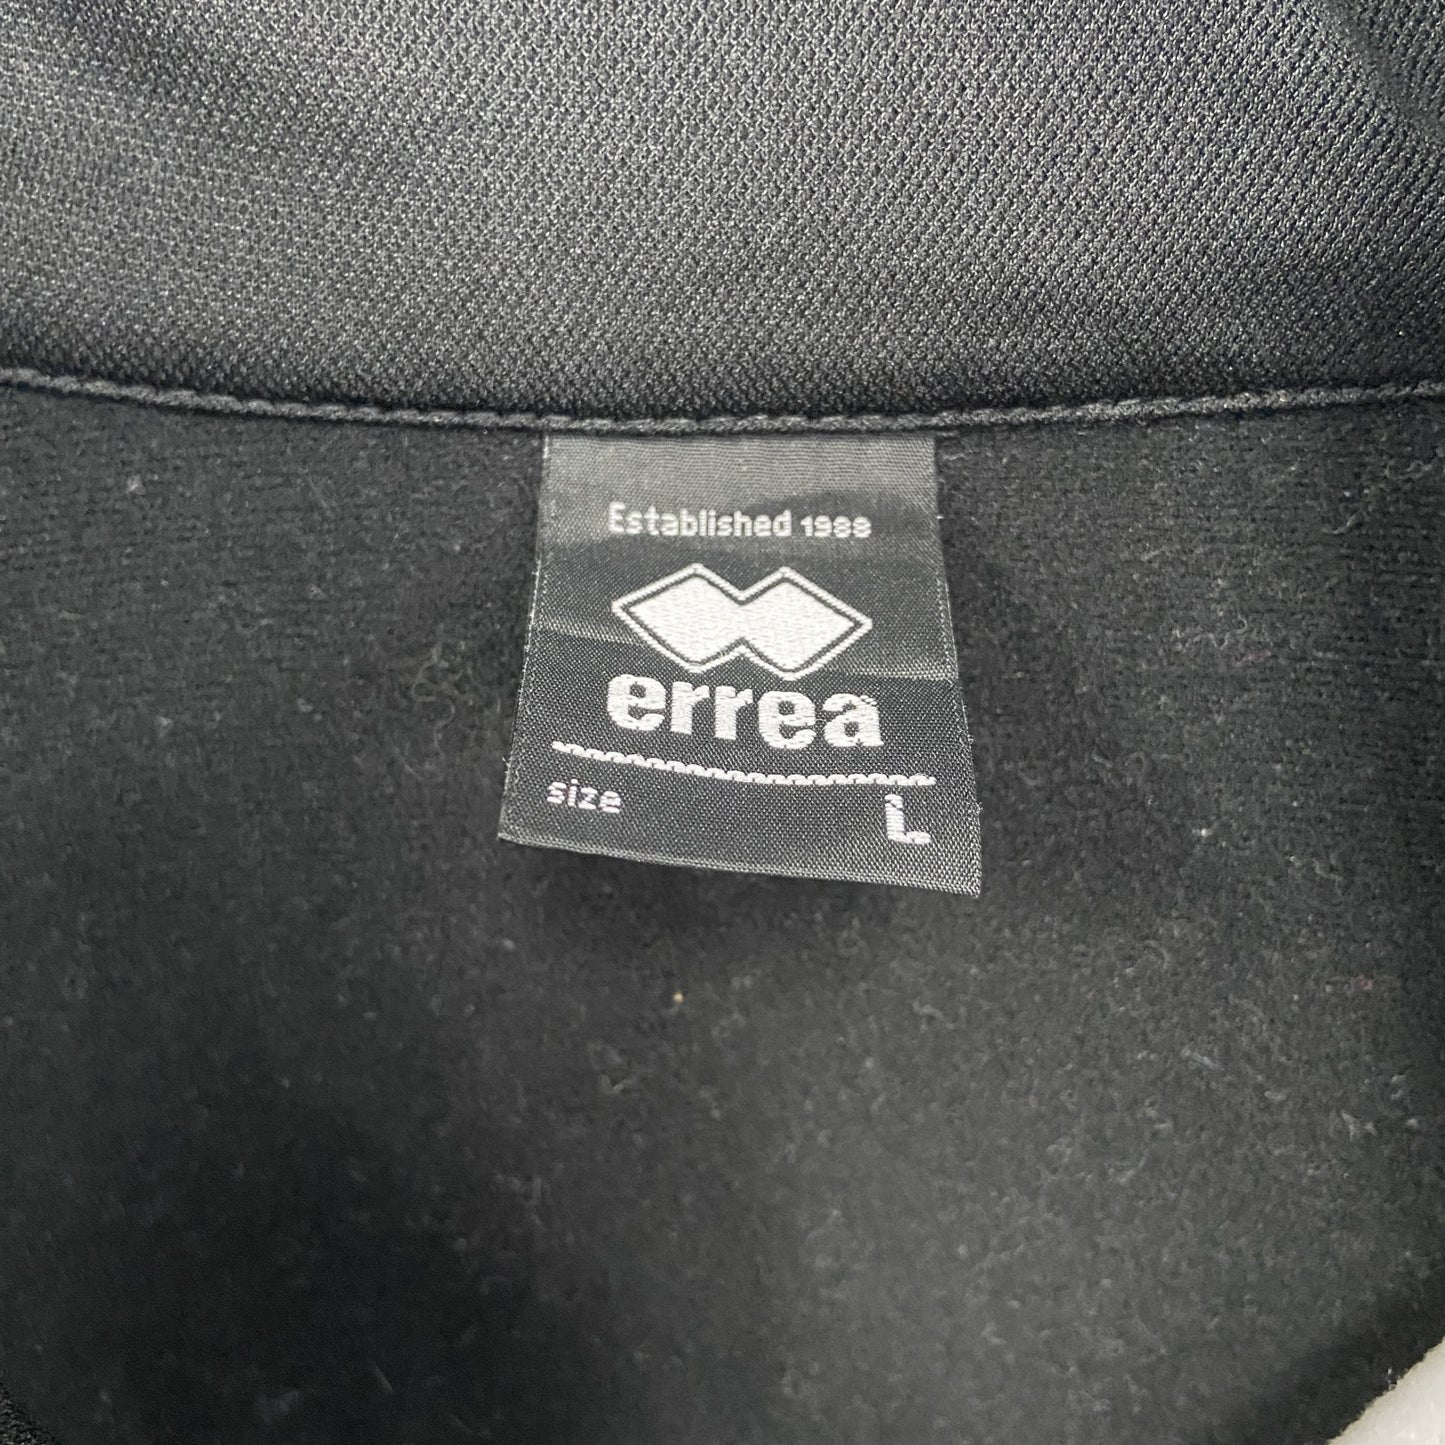 Established 1988
errea
size L